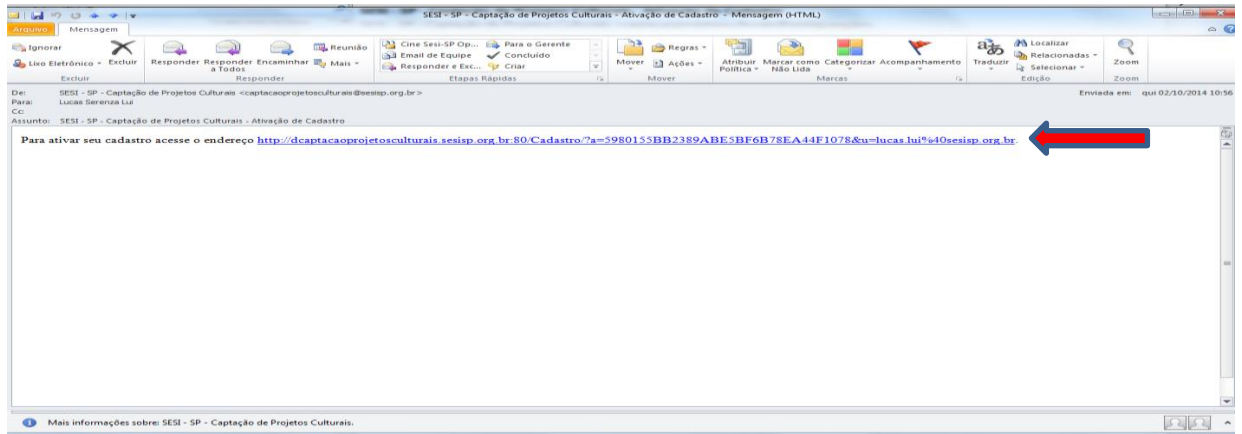 SESI - SP - Captação de Projetos Culturais - Ativação de Cadastro - Mensagem (HTML)
Arquivo Mensagem
Ignorar
Lixo Eletrônico
Excluir
Responder
Responder a Todos
Encaminhar
Reunião
Mais
Cine Sesi-SP Op...
Email de Equipe
Responder e Exc...
Para o Gerente
Concluído
Criar
Mover
Regras
Ações
Atribuir Política
Marcar como Não Lida
Categorizar
Acompanhamento
Traduzir
Localizar
Relacionadas
Selecionar
Zoom
Excluir Responder Etapas Rápidas Mover Marcas Edição Zoom
De: SESI - SP - Captação de Projetos Culturais <captacaoprojetosculturais@sesisp.org.br> Enviada em: qui 02/10/2014 10:56
Para: Lucas Serenza Lui
Cc:
Assunto: SESI - SP - Captação de Projetos Culturais - Ativação de Cadastro
Para ativar seu cadastro acesse o endereço http://dcaptacaoprojetosculturais.sesisp.org.br:80/Cadastro/?a=5980155BB2389ABE5BF6B78EA44F1078&u=lucas.lui%40sesisp.org.br.
Mais informações sobre: SESI - SP - Captação de Projetos Culturais.